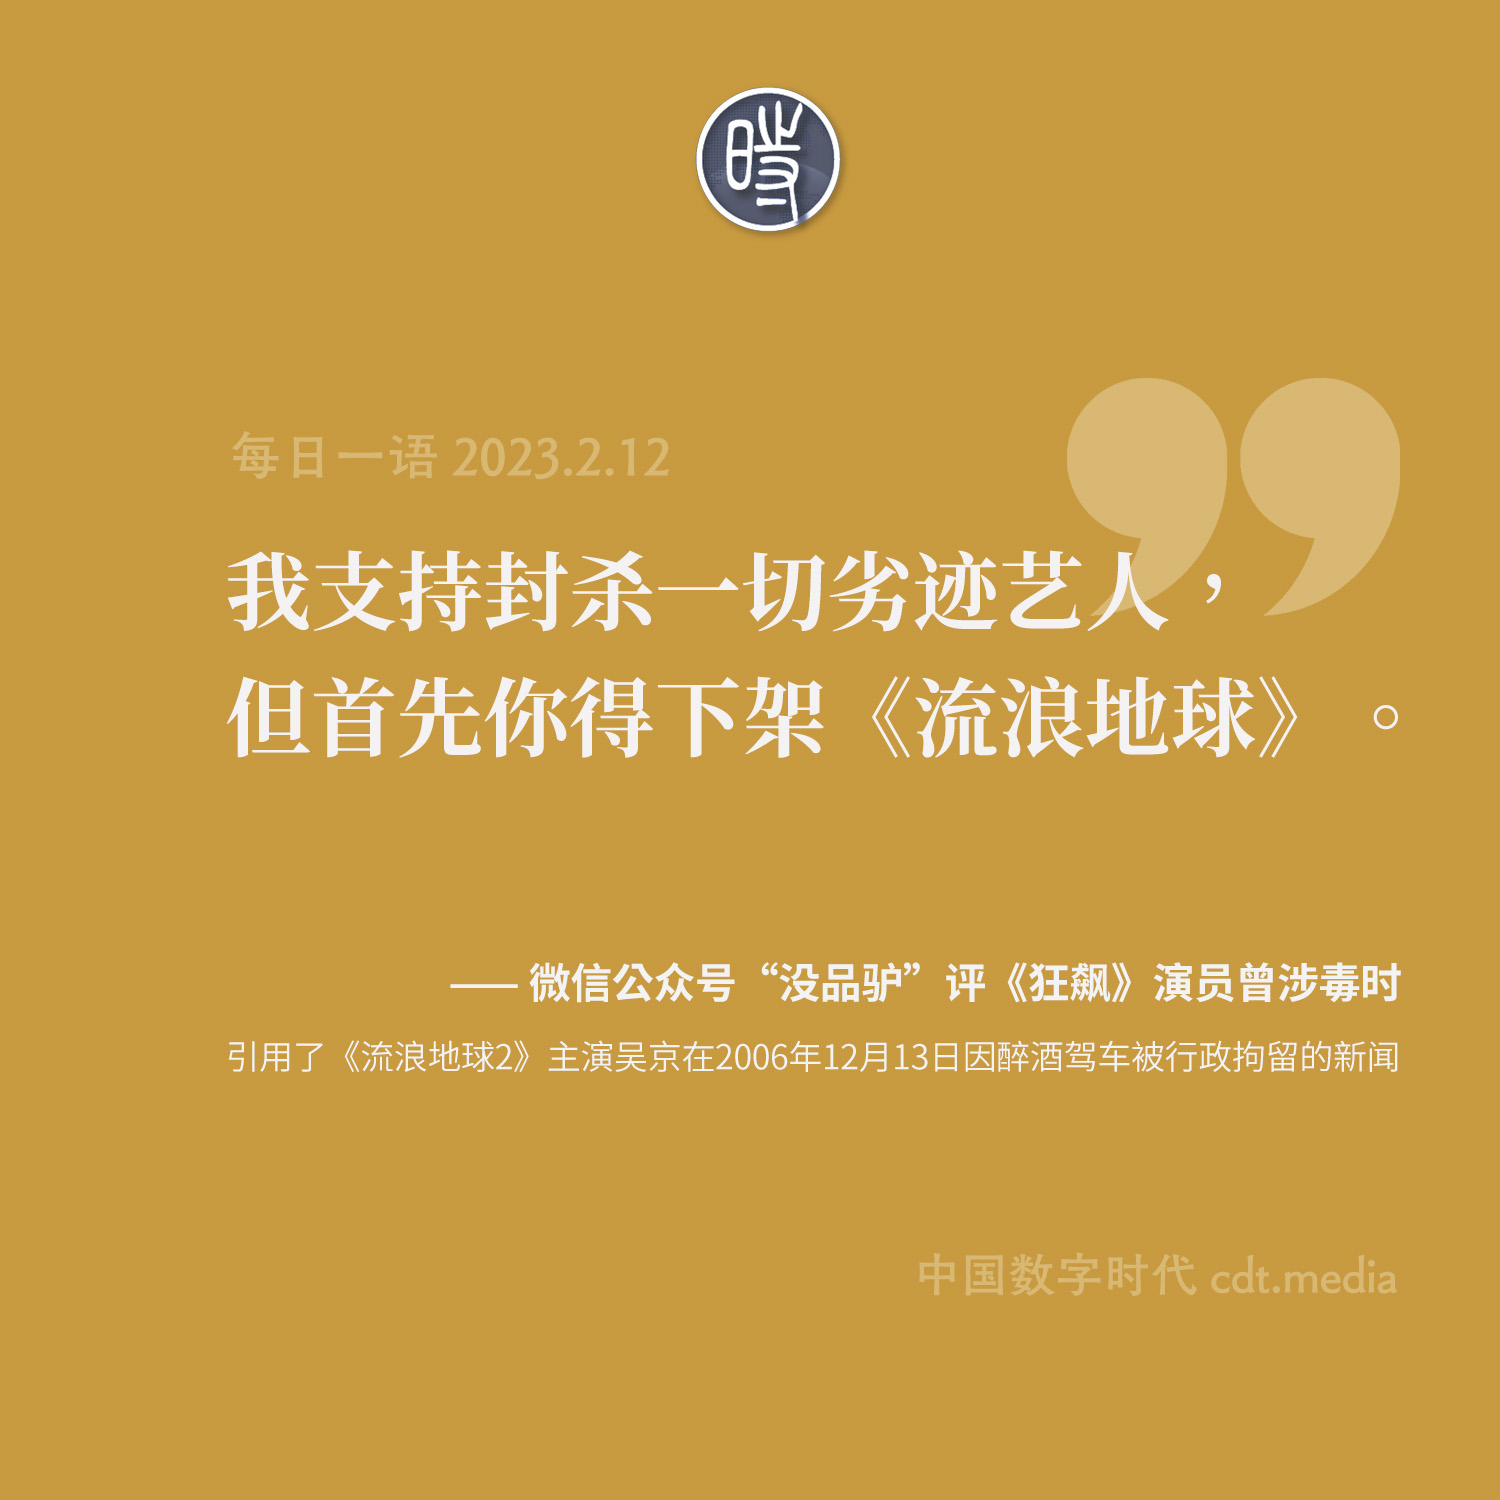 時
每日一语 2023.2.12
我支持封杀一切劣迹艺人，
但首先你得下架《流浪地球》。
—— 微信公众号“没品驴”评《狂飙》演员曾涉毒时
引用了《流浪地球2》主演吴京在2006年12月13日因醉酒驾车被行政拘留的新闻
中国数字时代 cdt.media